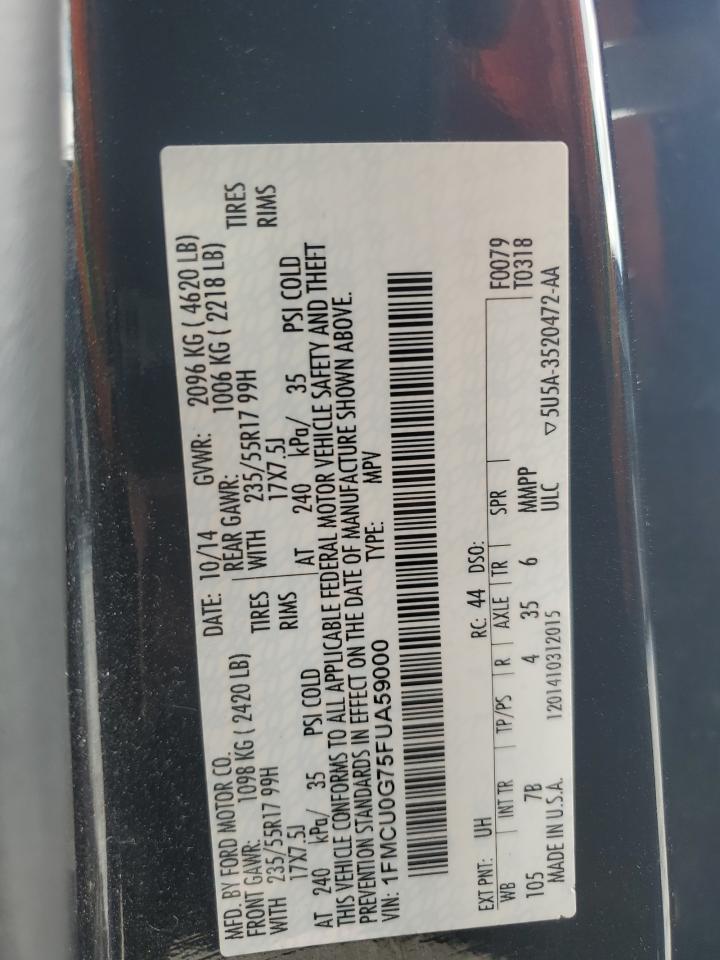 MFD. BY FORD MOTOR CO. DATE: 10/14 GVWR: 2096 KG ( 4620 LB)
FRONT GAWR: 1098 KG ( 2420 LB) REAR GAWR: 1006 KG ( 2218 LB)
WITH 235/55R17 99H TIRES WITH 235/55R17 99H TIRES
17X7.5J RIMS 17X7.5J RIMS
AT 240 kPa/ 35 PSI COLD AT 240 kPa/ 35 PSI COLD
THIS VEHICLE CONFORMS TO ALL APPLICABLE FEDERAL MOTOR VEHICLE SAFETY AND THEFT
PREVENTION STANDARDS IN EFFECT ON THE DATE OF MANUFACTURE SHOWN ABOVE.
VIN: 1FMCU0G75FUA59000 TYPE: MPV
EXT PNT: UH RC: 44 DSO: F0079
WB INT TR TP/PS R AXLE TR SPR T0318
105 7B 4 35 6 MMPP
MADE IN U.S.A. 1201410312015 ULC ▽5U5A-3520472-AA